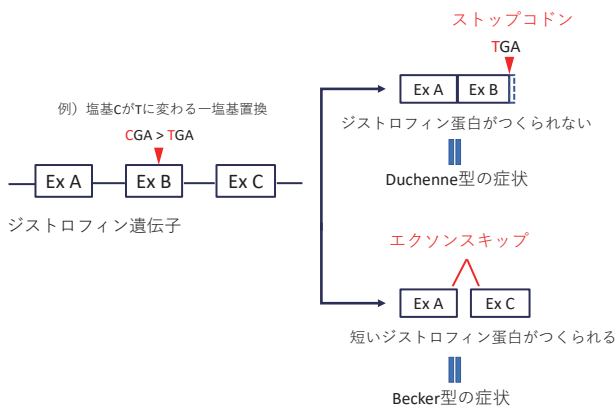 例）塩基CがTに変わる一塩基置換
CGA > TGA
Ex A
Ex B
Ex C
ジストロフィン遺伝子
ストップコドン
TGA
Ex A
Ex B
ジストロフィン蛋白がつくられない
Duchenne型の症状
エクソンスキップ
Ex A
Ex C
短いジストロフィン蛋白がつくられる
Becker型の症状